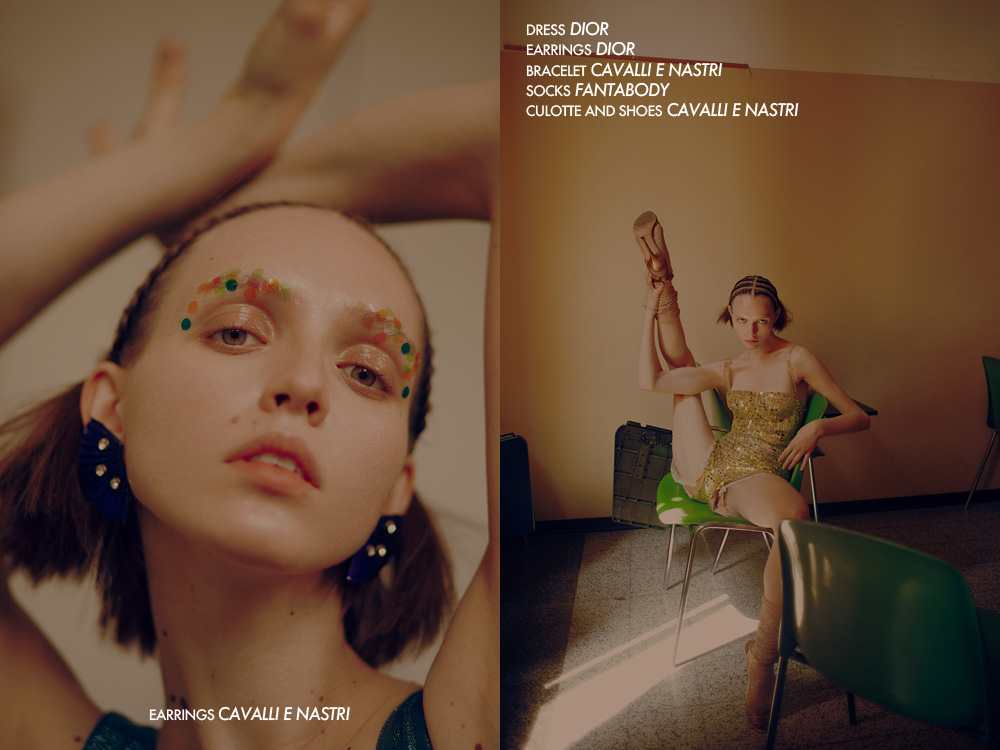 EARRINGS CAVALLI E NASTRI
DRESS DIOR
EARRINGS DIOR
BRACELET CAVALLI E NASTRI
SOCKS FANTABODY
CULOTTE AND SHOES CAVALLI E NASTRI